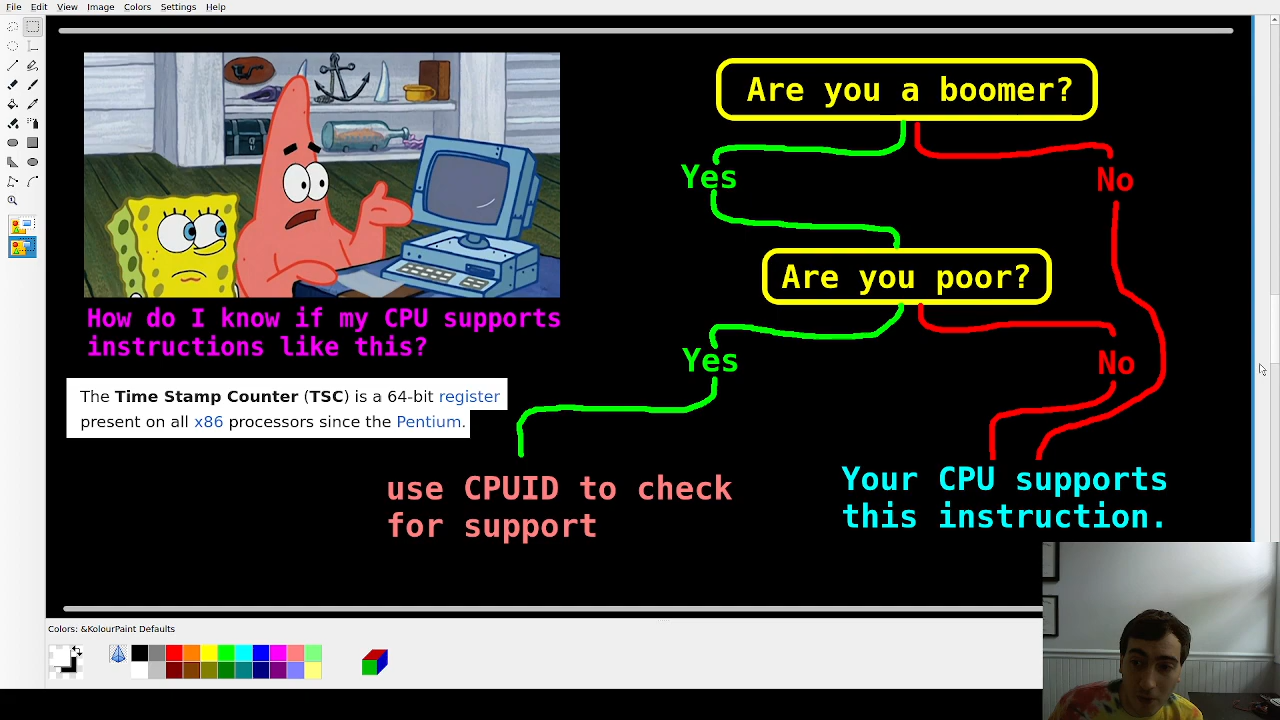 File Edit View Image Colors Settings Help
Are you a boomer?
Yes
No
Are you poor?
How do I know if my CPU supports
instructions like this?
Yes
No
The Time Stamp Counter (TSC) is a 64-bit register
present on all x86 processors since the Pentium.
use CPUID to check
for support
Your CPU supports
this instruction.
Colors: &KolourPaint Defaults